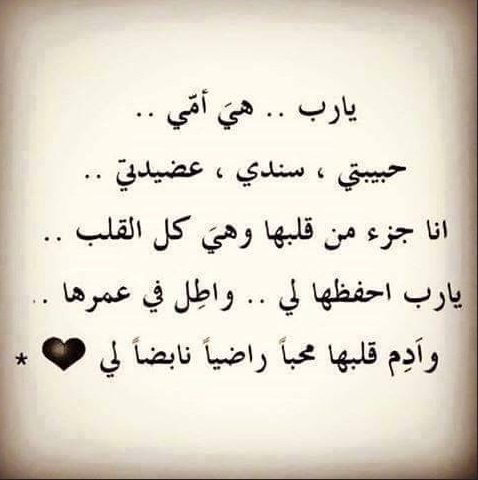 يارب .. هيَ أمّي ..
حبيبتي ، سندي ، عضيدتيّ ..
انا جزء من قلبها وهيَ كل القلب ..
يارب احفظها لي .. واطِل في عمرها ..
واَدِم قلبها محباً راضياً نابضاً لي 🖤 *